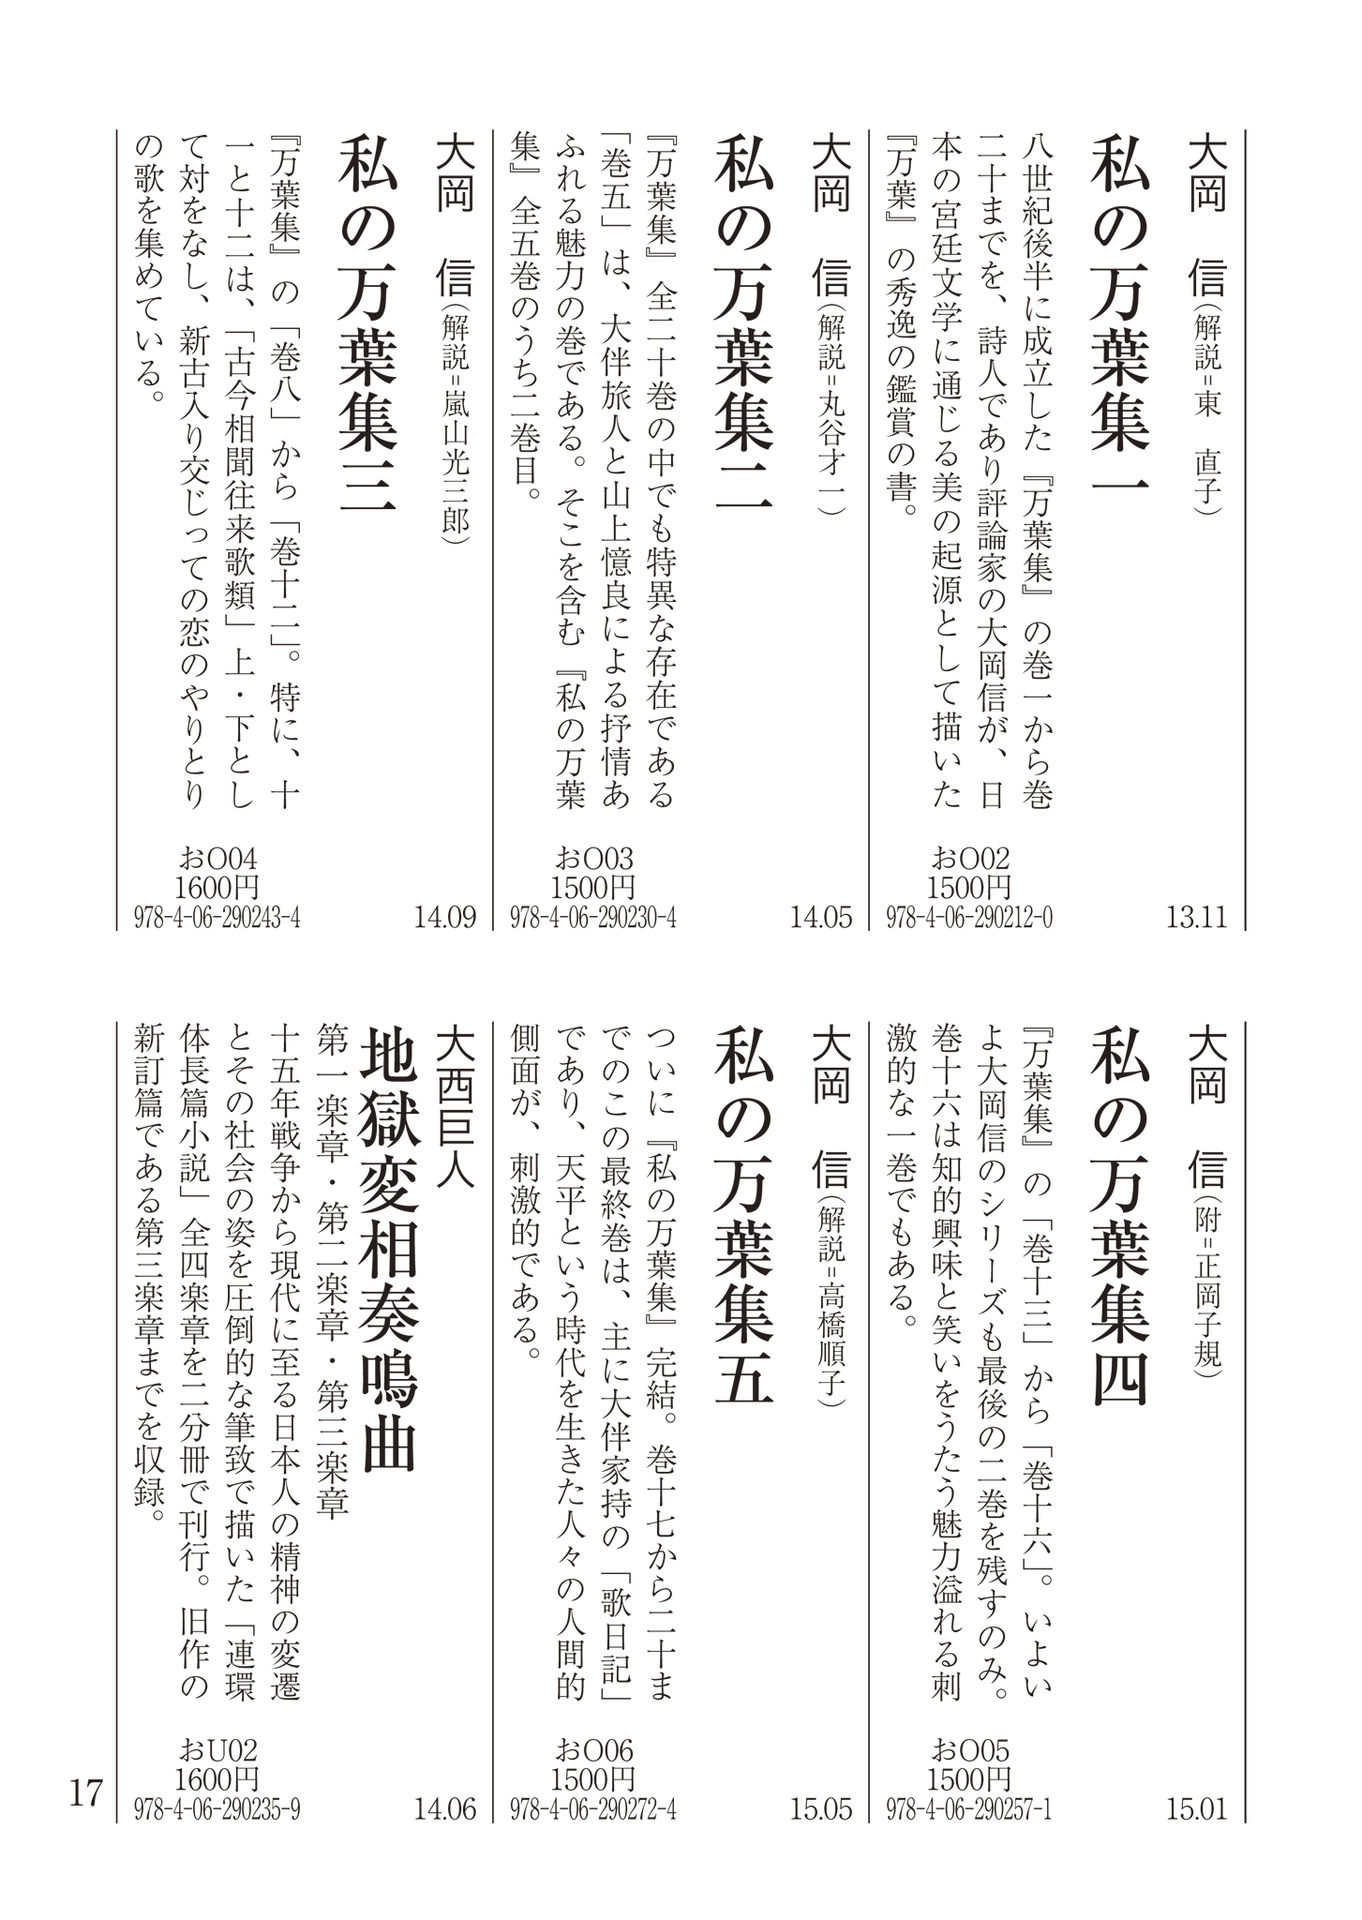 大岡　信（解説=東　直子）
私の万葉集一
八世紀後半に成立した『万葉集』の巻一から巻
二十までを、詩人であり評論家の大岡信が、日
本の宮廷文学に通じる美の起源として描いた
『万葉』の秀逸の鑑賞の書。
おO02
1500円
978-4-06-290212-0
13.11
大岡　信（解説=丸谷才一）
私の万葉集二
『万葉集』全二十巻の中でも特異な存在である
「巻五」は、大伴旅人と山上憶良による抒情あ
ふれる魅力の巻である。そこを含む『私の万葉
集』全五巻のうち二巻目。
おO03
1500円
978-4-06-290230-4
14.05
大岡　信（解説=嵐山光三郎）
私の万葉集三
『万葉集』の「巻八」から「巻十二」。特に、十
一と十二は、「古今相聞往来歌類」上・下とし
て対をなし、新古入り交じっての恋のやりとり
の歌を集めている。
おO04
1600円
978-4-06-290243-4
14.09
大岡　信（附=正岡子規）
私の万葉集四
『万葉集』の「巻十三」から「巻十六」。いよい
よ大岡信のシリーズも最後の二巻を残すのみ。
巻十六は知的興味と笑いをうたう魅力溢れる刺
激的な一巻でもある。
おO05
1500円
978-4-06-290257-1
15.01
大岡　信（解説=高橋順子）
私の万葉集五
ついに『私の万葉集』完結。巻十七から二十ま
でのこの最終巻は、主に大伴家持の「歌日記」
であり、天平という時代を生きた人々の人間的
側面が、刺激的である。
おO06
1500円
978-4-06-290272-4
15.05
大西巨人
地獄変相奏鳴曲
第一楽章・第二楽章・第三楽章
十五年戦争から現代に至る日本人の精神の変遷
とその社会の姿を圧倒的な筆致で描いた「連環
体長篇小説」全四楽章を二分冊で刊行。旧作の
新訂篇である第三楽章までを収録。
おU02
1600円
978-4-06-290235-9
14.06
17